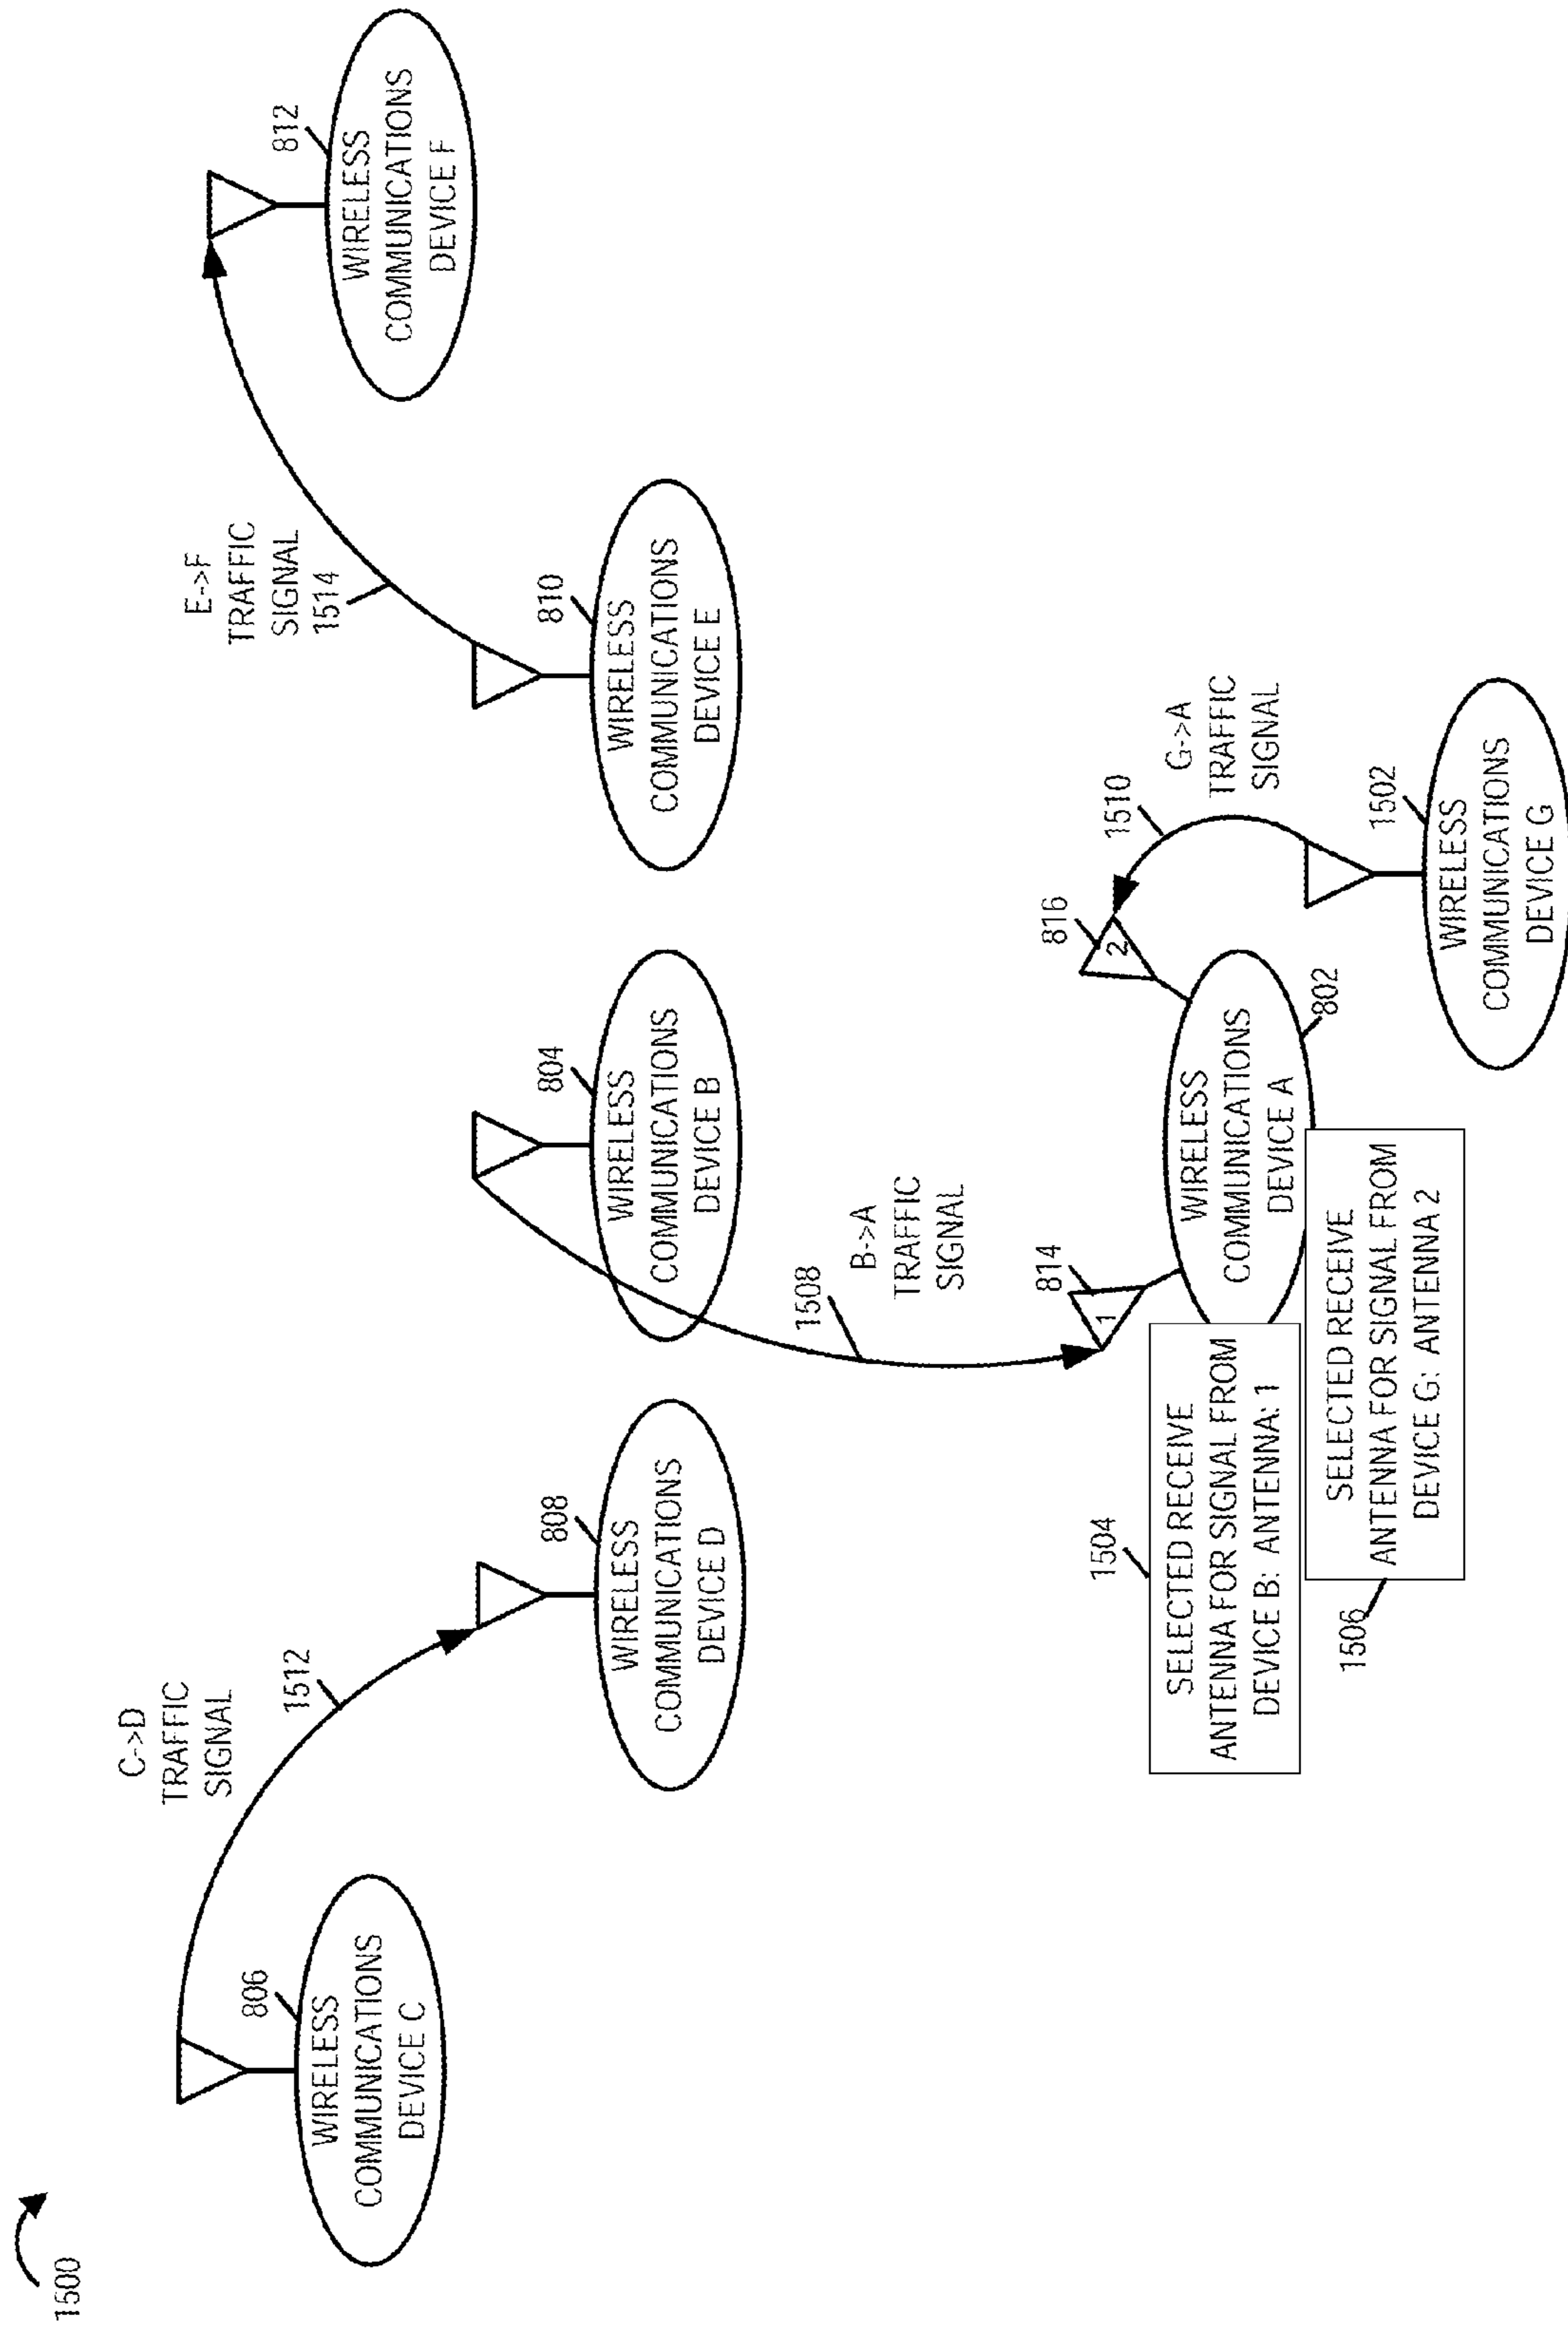 1500
C->D
TRAFFIC
SIGNAL
1512
806
WIRELESS
COMMUNICATIONS
DEVICE C
808
WIRELESS
COMMUNICATIONS
DEVICE D
E->F
TRAFFIC
SIGNAL
1514
812
WIRELESS
COMMUNICATIONS
DEVICE F
810
WIRELESS
COMMUNICATIONS
DEVICE E
804
WIRELESS
COMMUNICATIONS
DEVICE B
1508
B->A
TRAFFIC
SIGNAL
814
1
816
2
1510
G->A
TRAFFIC
SIGNAL
WIRELESS
COMMUNICATIONS
DEVICE A
802
1502
WIRELESS
COMMUNICATIONS
DEVICE G
1504
SELECTED RECEIVE
ANTENNA FOR SIGNAL FROM
DEVICE B: ANTENNA: 1
1506
SELECTED RECEIVE
ANTENNA FOR SIGNAL FROM
DEVICE G: ANTENNA 2